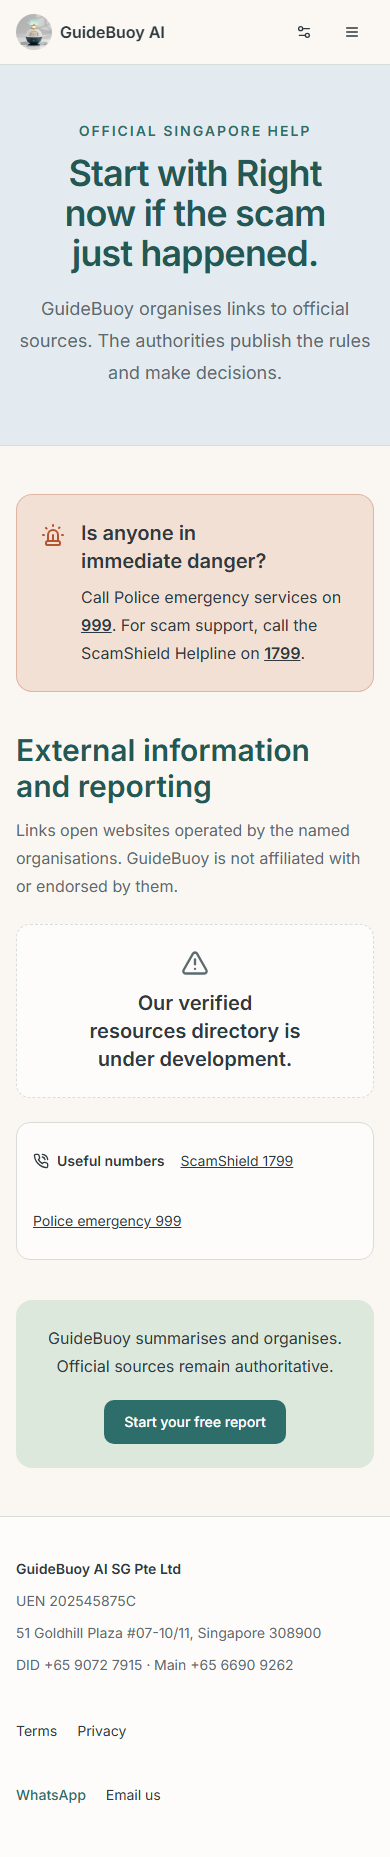 GuideBuoy AI
OFFICIAL SINGAPORE HELP
Start with Right
now if the scam
just happened.
GuideBuoy organises links to official
sources. The authorities publish the rules
and make decisions.
Is anyone in
immediate danger?
Call Police emergency services on
999. For scam support, call the
ScamShield Helpline on 1799.
External information
and reporting
Links open websites operated by the named
organisations. GuideBuoy is not affiliated with
or endorsed by them.
Our verified
resources directory is
under development.
Useful numbers ScamShield 1799
Police emergency 999
GuideBuoy summarises and organises.
Official sources remain authoritative.
Start your free report
GuideBuoy AI SG Pte Ltd
UEN 202545875C
51 Goldhill Plaza #07-10/11, Singapore 308900
DID +65 9072 7915 · Main +65 6690 9262
Terms Privacy
WhatsApp Email us